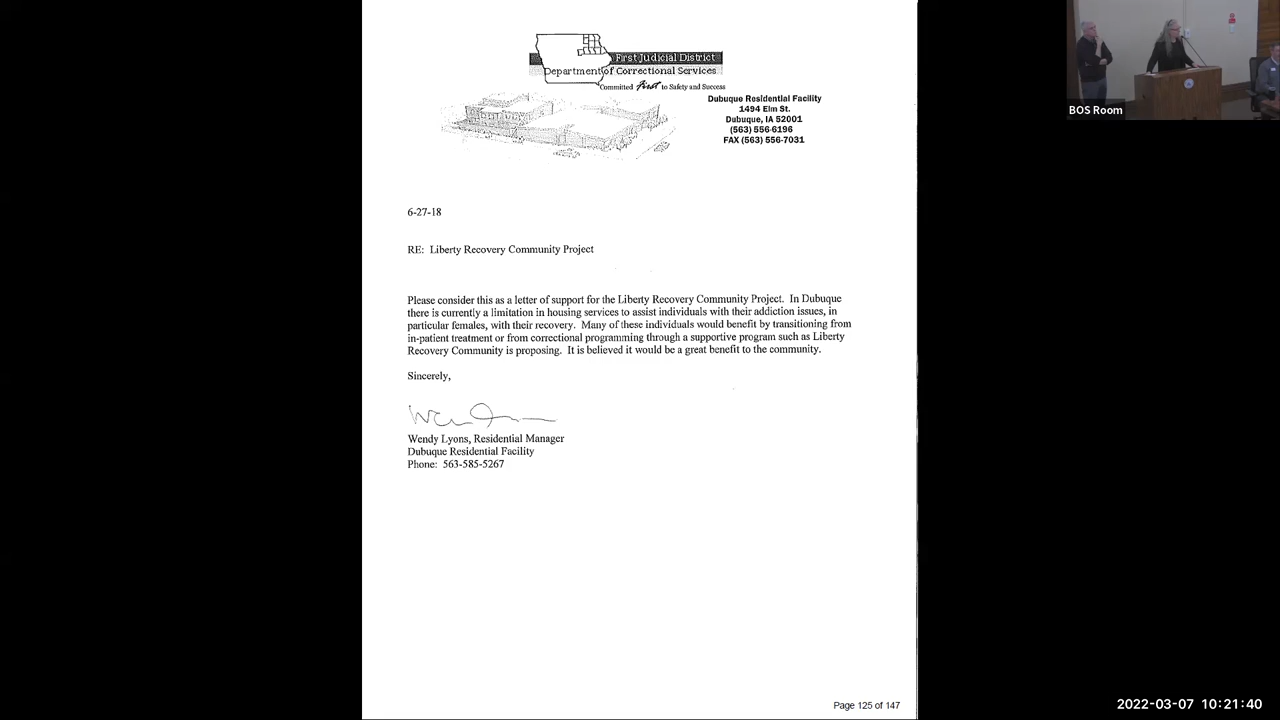 First Judicial District
Department of Correctional Services
Committed first to Safety and Success
Dubuque Residential Facility
1494 Elm St.
Dubuque, IA 52001
(563) 556-6196
FAX (563) 556-7031
6-27-18
RE: Liberty Recovery Community Project
Please consider this as a letter of support for the Liberty Recovery Community Project. In Dubuque
there is currently a limitation in housing services to assist individuals with their addiction issues, in
particular females, with their recovery. Many of these individuals would benefit by transitioning from
in-patient treatment or from correctional programming through a supportive program such as Liberty
Recovery Community is proposing. It is believed it would be a great benefit to the community.
Sincerely,
Wendy Lyons, Residential Manager
Dubuque Residential Facility
Phone: 563-585-5267
Page 125 of 147
BOS Room
2022-03-07 10:21:40